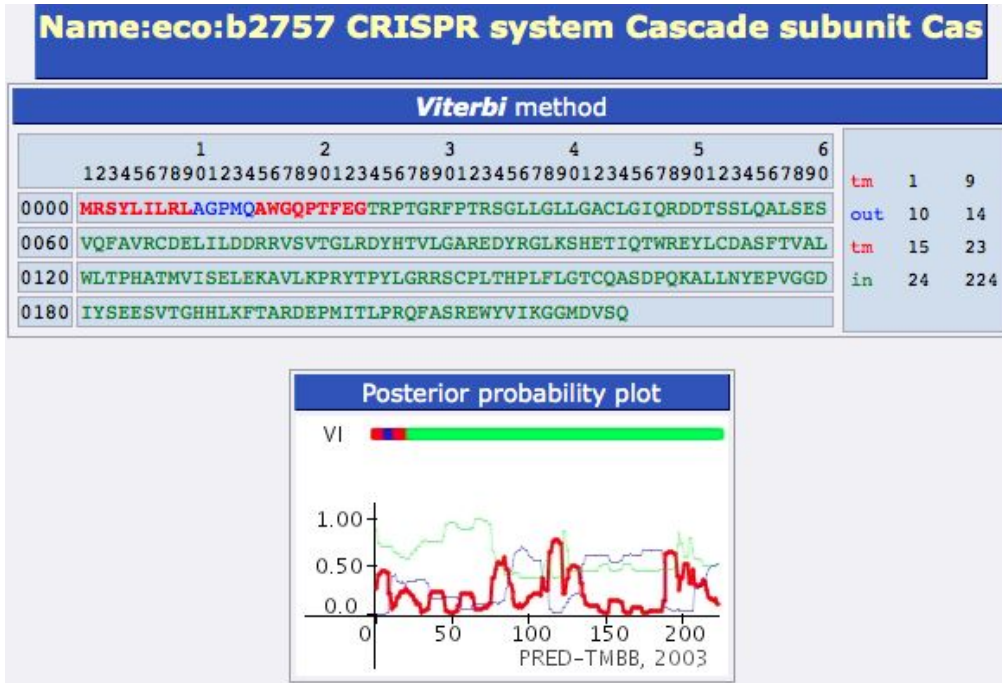 Name:eco:b2757 CRISPR system Cascade subunit Cas
Viterbi method
1 2 3 4 5 6
123456789012345678901234567890123456789012345678901234567890
0000 MRSYLILRLAGPMQAWGQPTFEGTRPTGRFPTRSGLLGLLGACLGIQRDDTSSLQALSES
0060 VQFAVRCDELILDDRRVSVTGLRDYHTVLGAREDYRGLKSHETIQTWREYLCDASFTVAL
0120 WLTPHATMVISELEKAVLKPRYTPYLGRRSCPLTHPLFLGTCQASDPQKALLNYEPVGGD
0180 IYSEESVTGHHLKFTARDEPMITLPRQFASREWYVIKGGMDVSQ
tm 1 9
out 10 14
tm 15 23
in 24 224
Posterior probability plot
VI
1.00
0.50
0.0
0 50 100 150 200
PRED-TMBB, 2003